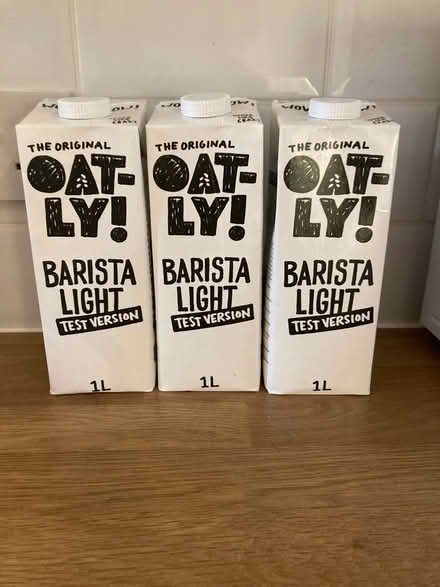 THE ORIGINAL
OAT-
LY!
BARISTA
LIGHT
TEST VERSION
1L
THE ORIGINAL
OAT-
LY!
BARISTA
LIGHT
TEST VERSION
1L
THE ORIGINAL
OAT-
LY!
BARISTA
LIGHT
TEST VERSION
1L